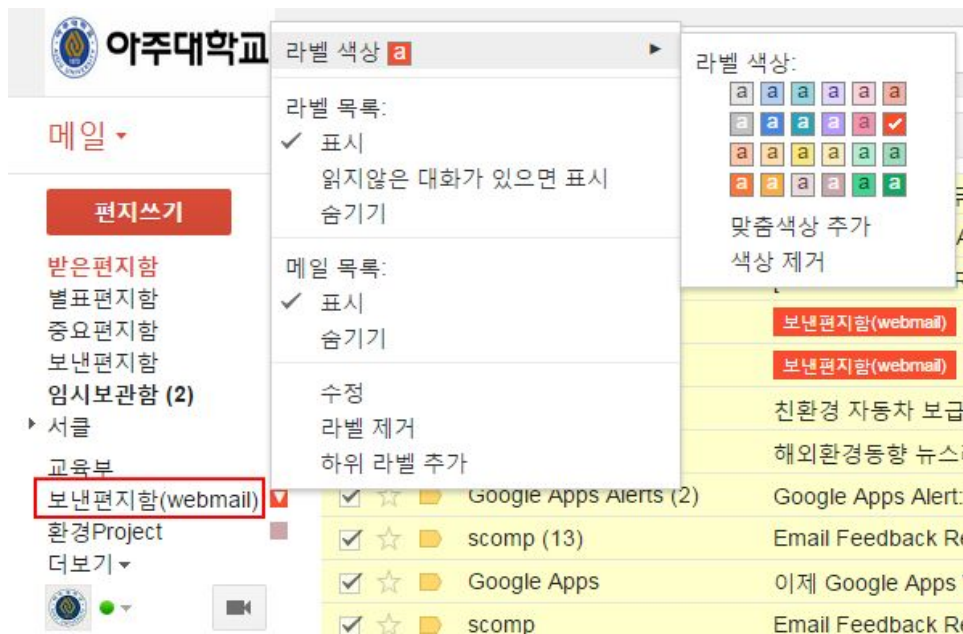 아주대학교
메일
편지쓰기
받은편지함
별표편지함
중요편지함
보낸편지함
임시보관함 (2)
서클
교육부
보낸편지함(webmail)
환경Project
더보기
라벨 색상 a
라벨 목록:
표시
읽지않은 대화가 있으면 표시
숨기기
메일 목록:
표시
숨기기
수정
라벨 제거
하위 라벨 추가
라벨 색상:
a a a a a a
a a a a a
a a a a a a
a a a a a a
맞춤색상 추가
색상 제거
보낸편지함(webmail)
보낸편지함(webmail)
친환경 자동차 보급
해외환경동향
Google Apps Alerts (2) Google Apps Alert:
scomp (13) Email Feedback Re
Google Apps 이제 Google Apps
scomp Email Feedback Re